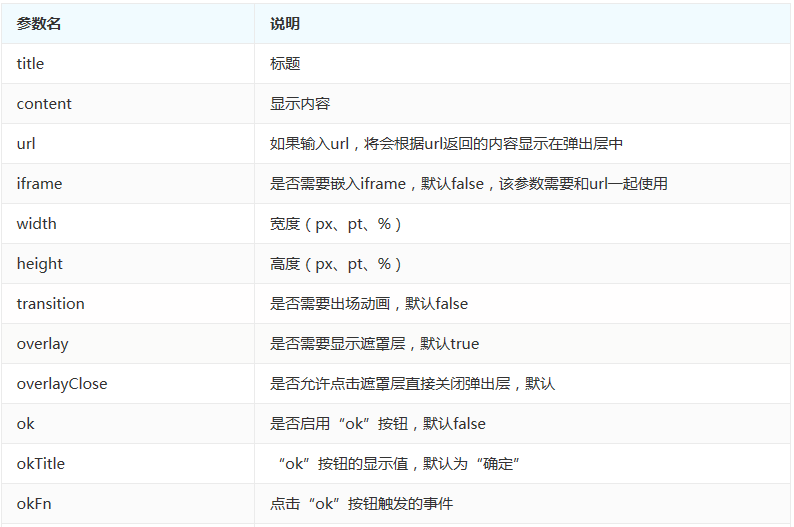 参数名 说明
title 标题
content 显示内容
url 如果输入url，将会根据url返回的内容显示在弹出层中
iframe 是否需要嵌入iframe，默认false，该参数需要和url一起使用
width 宽度（px、pt、%）
height 高度（px、pt、%）
transition 是否需要出场动画，默认false
overlay 是否需要显示遮罩层，默认true
overlayClose 是否允许点击遮罩层直接关闭弹出层，默认
ok 是否启用“ok”按钮，默认false
okTitle “ok”按钮的显示值，默认为“确定”
okFn 点击“ok”按钮触发的事件